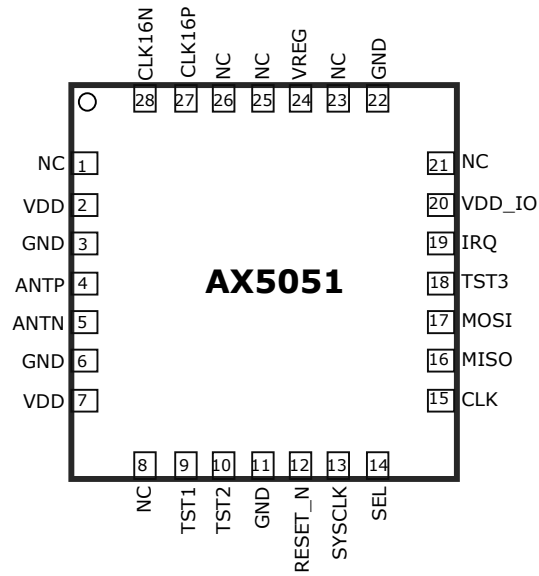 CLK16N
CLK16P
NC
NC
VREG
NC
GND
28
27
26
25
24
23
22
NC 1
VDD 2
GND 3
ANTP 4
ANTN 5
GND 6
VDD 7
AX5051
21 NC
20 VDD_IO
19 IRQ
18 TST3
17 MOSI
16 MISO
15 CLK
8
9
10
11
12
13
14
NC
TST1
TST2
GND
RESET_N
SYSCLK
SEL